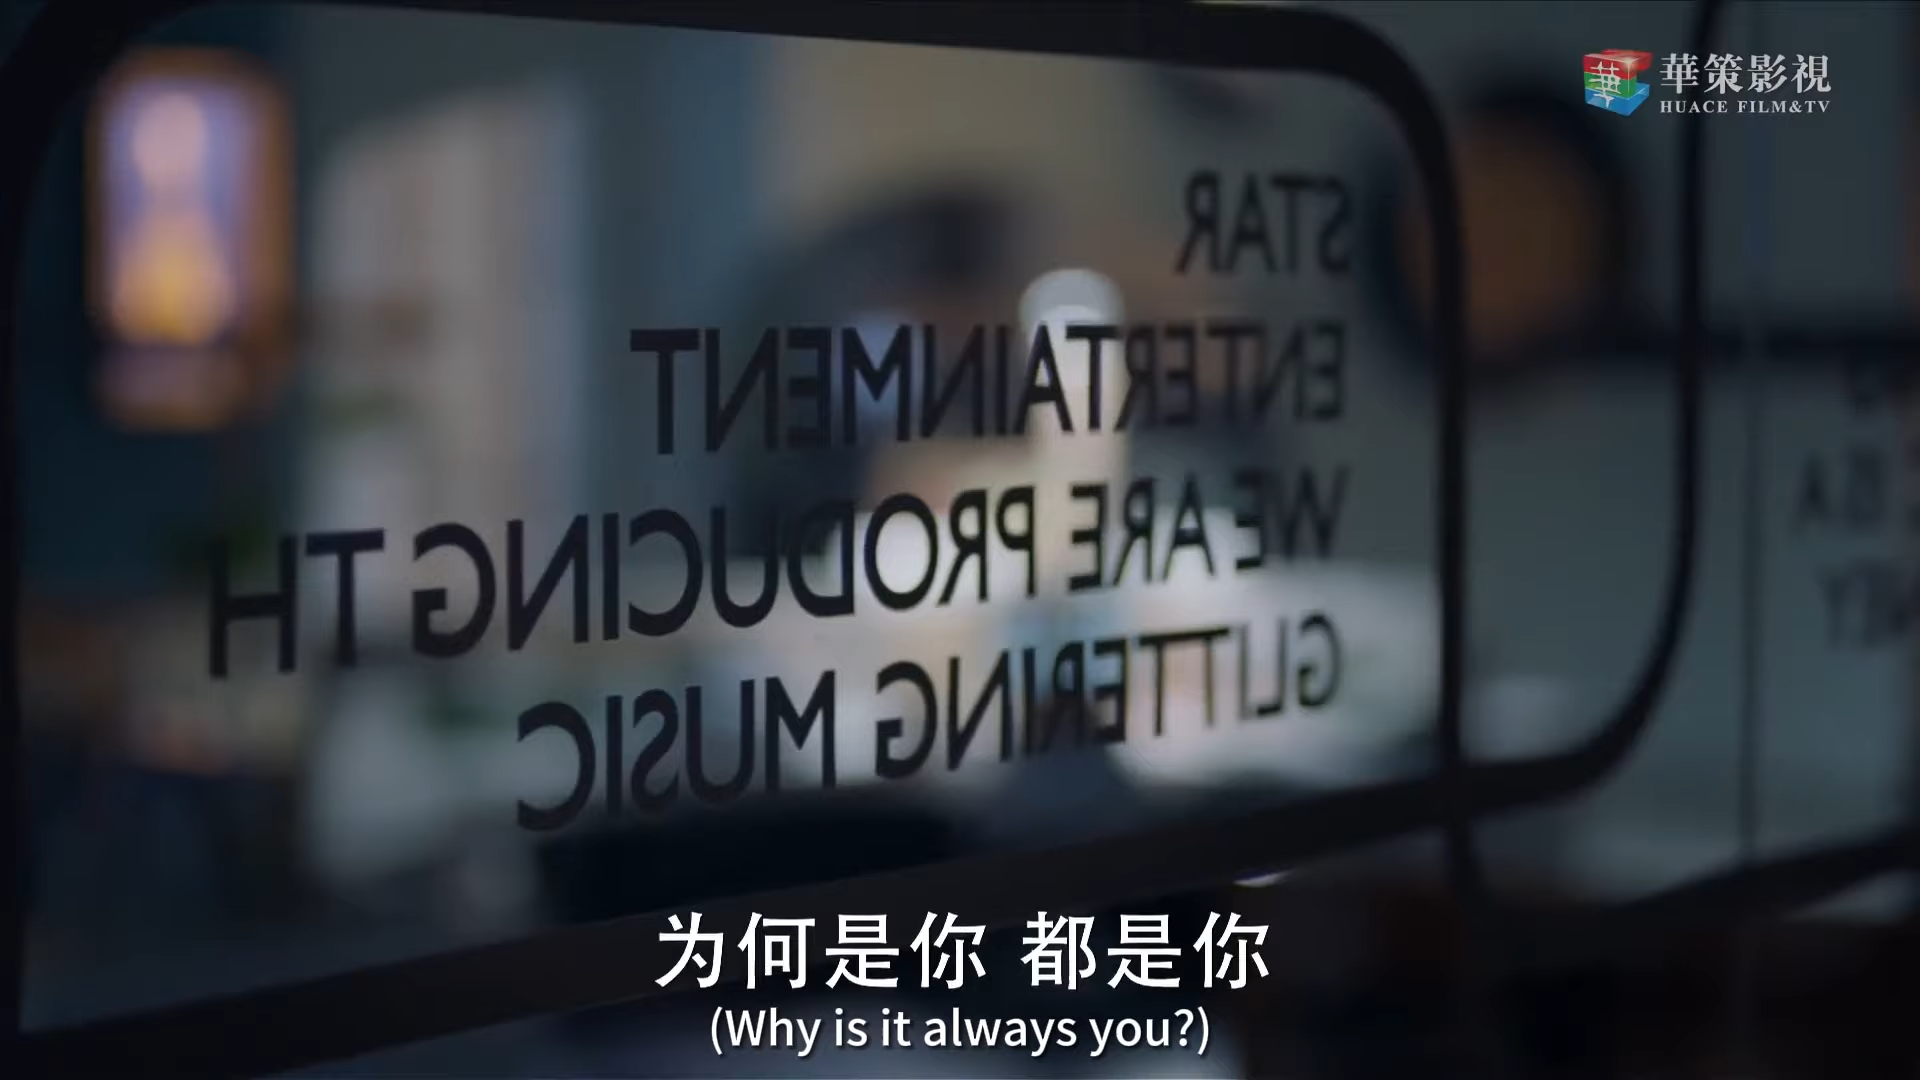 華策影視
HUACE FILM&TV
STAR
ENTERTAINMENT
WE ARE PRODUCING TH
GLITTERING MUSIC
IS A
为何是你 都是你
(Why is it always you?)